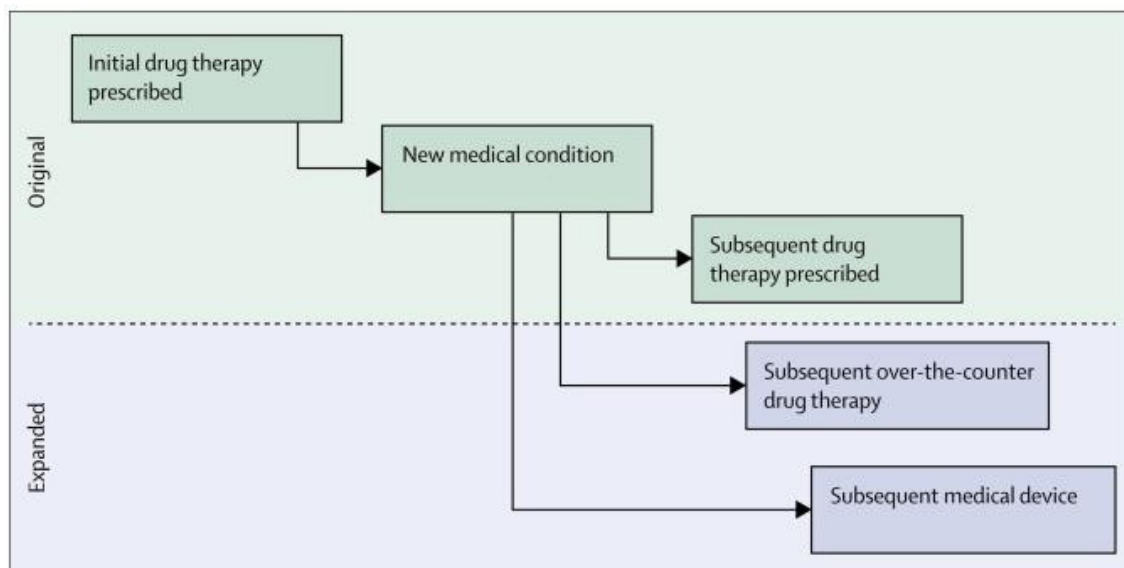 Original
Initial drug therapy
prescribed
New medical condition
Subsequent drug
therapy prescribed
Expanded
Subsequent over-the-counter
drug therapy
Subsequent medical device